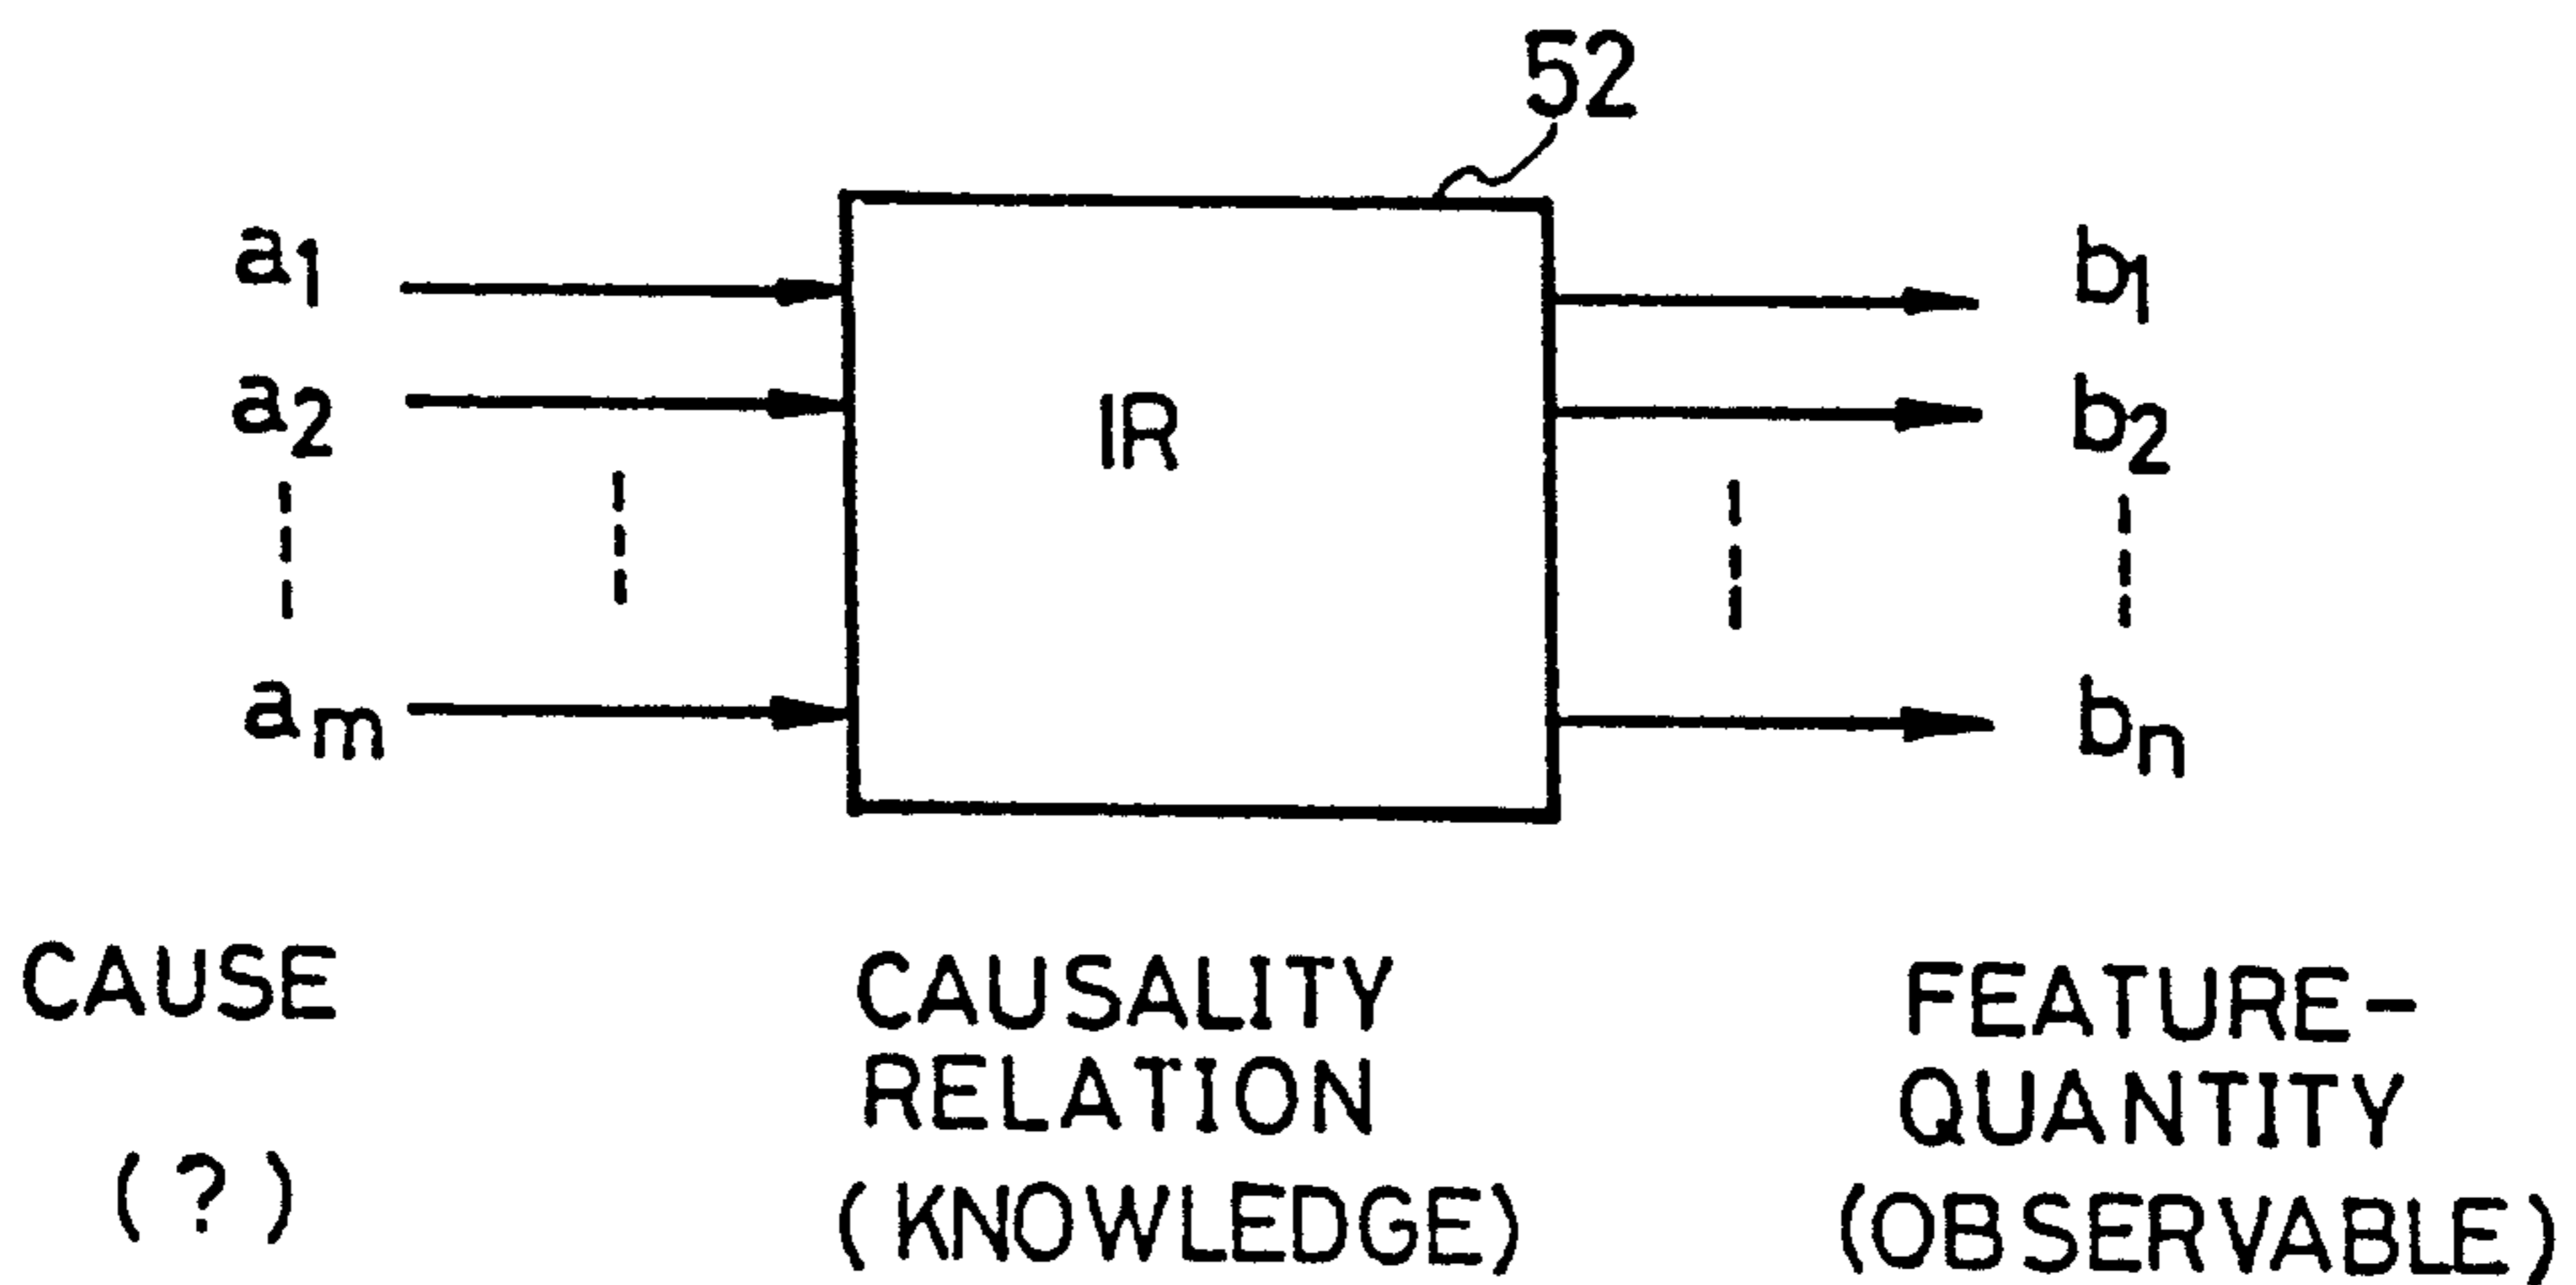 52
a1
b1
a2
IR
b2
am
bn
CAUSE
CAUSALITY
RELATION
FEATURE-
QUANTITY
(?)
(KNOWLEDGE)
(OBSERVABLE)